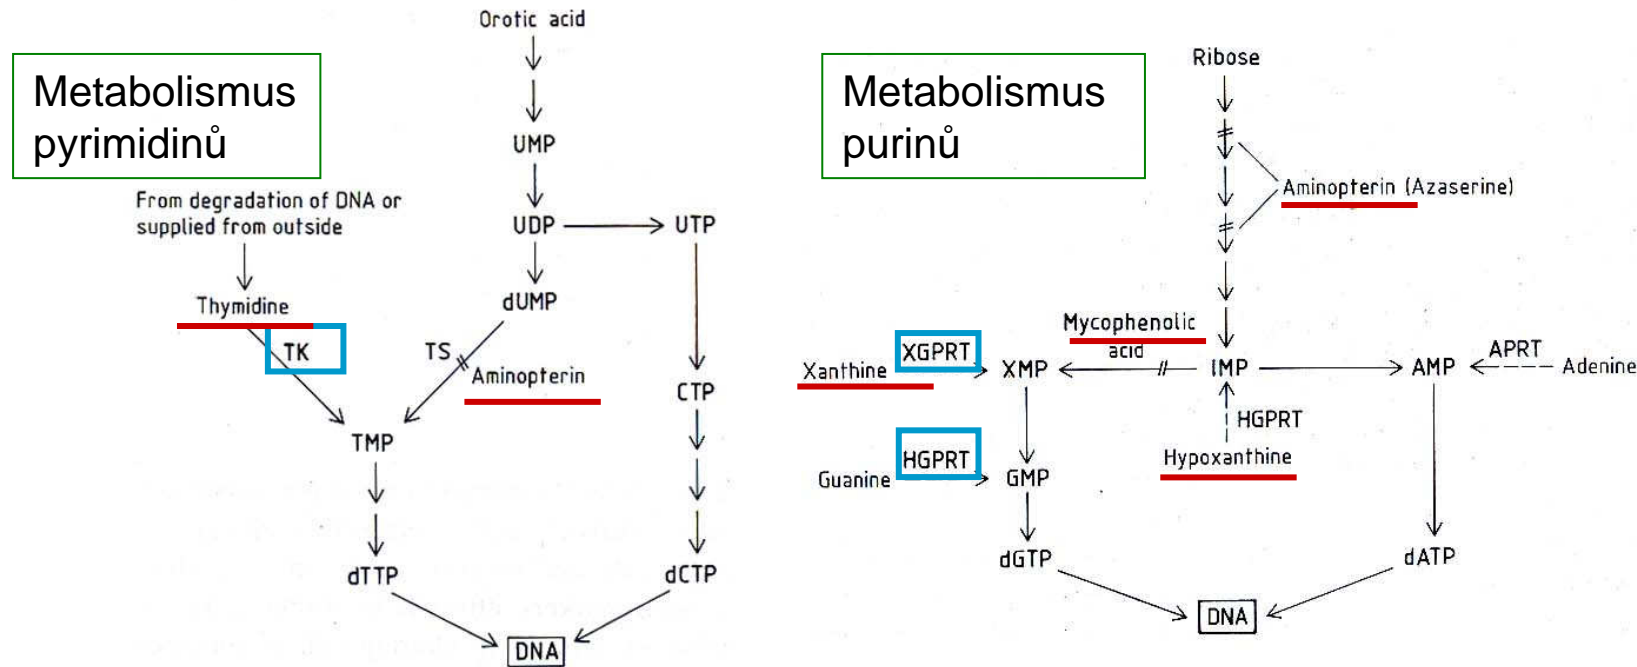 Metabolismus
pyrimidinů
Orotic acid
UMP
From degradation of DNA or
supplied from outside
UDP
UTP
Thymidine
dUMP
TK
TS
Aminopterin
CTP
TMP
dTTP
dCTP
DNA
Metabolismus
purinů
Ribose
Aminopterin (Azaserine)
Mycophenolic
acid
XGPRT
Xanthine
XMP
IMP
AMP
APRT
Adenine
HGPRT
Hypoxanthine
HGPRT
Guanine
GMP
dGTP
dATP
DNA